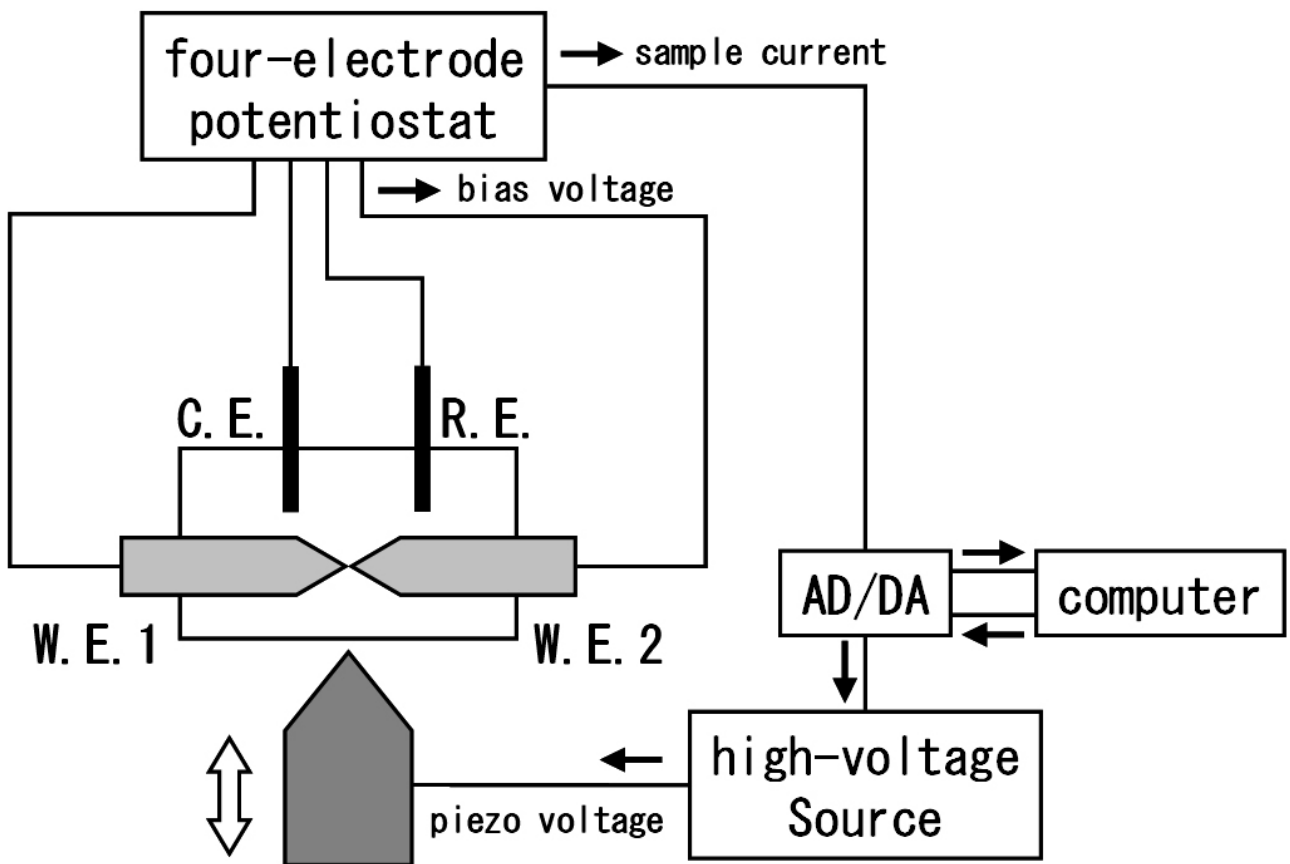 four-electrode
potentiostat
sample current
bias voltage
C.E.
R.E.
W.E.1
W.E.2
AD/DA
computer
high-voltage
Source
piezo voltage